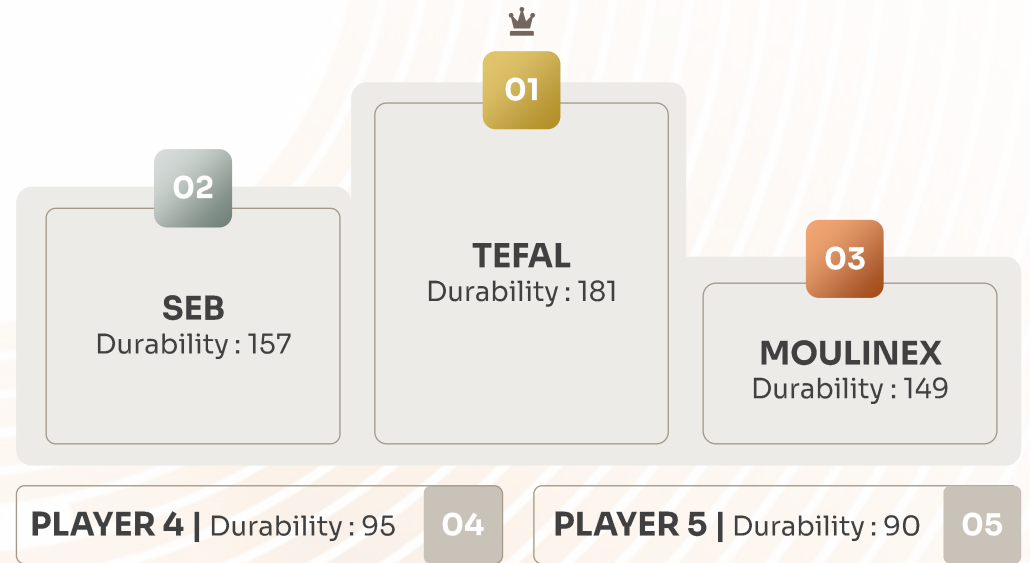 01
TEFAL
Durability : 181
02
SEB
Durability : 157
03
MOULINEX
Durability : 149
PLAYER 4 | Durability : 95 04
PLAYER 5 | Durability : 90 05